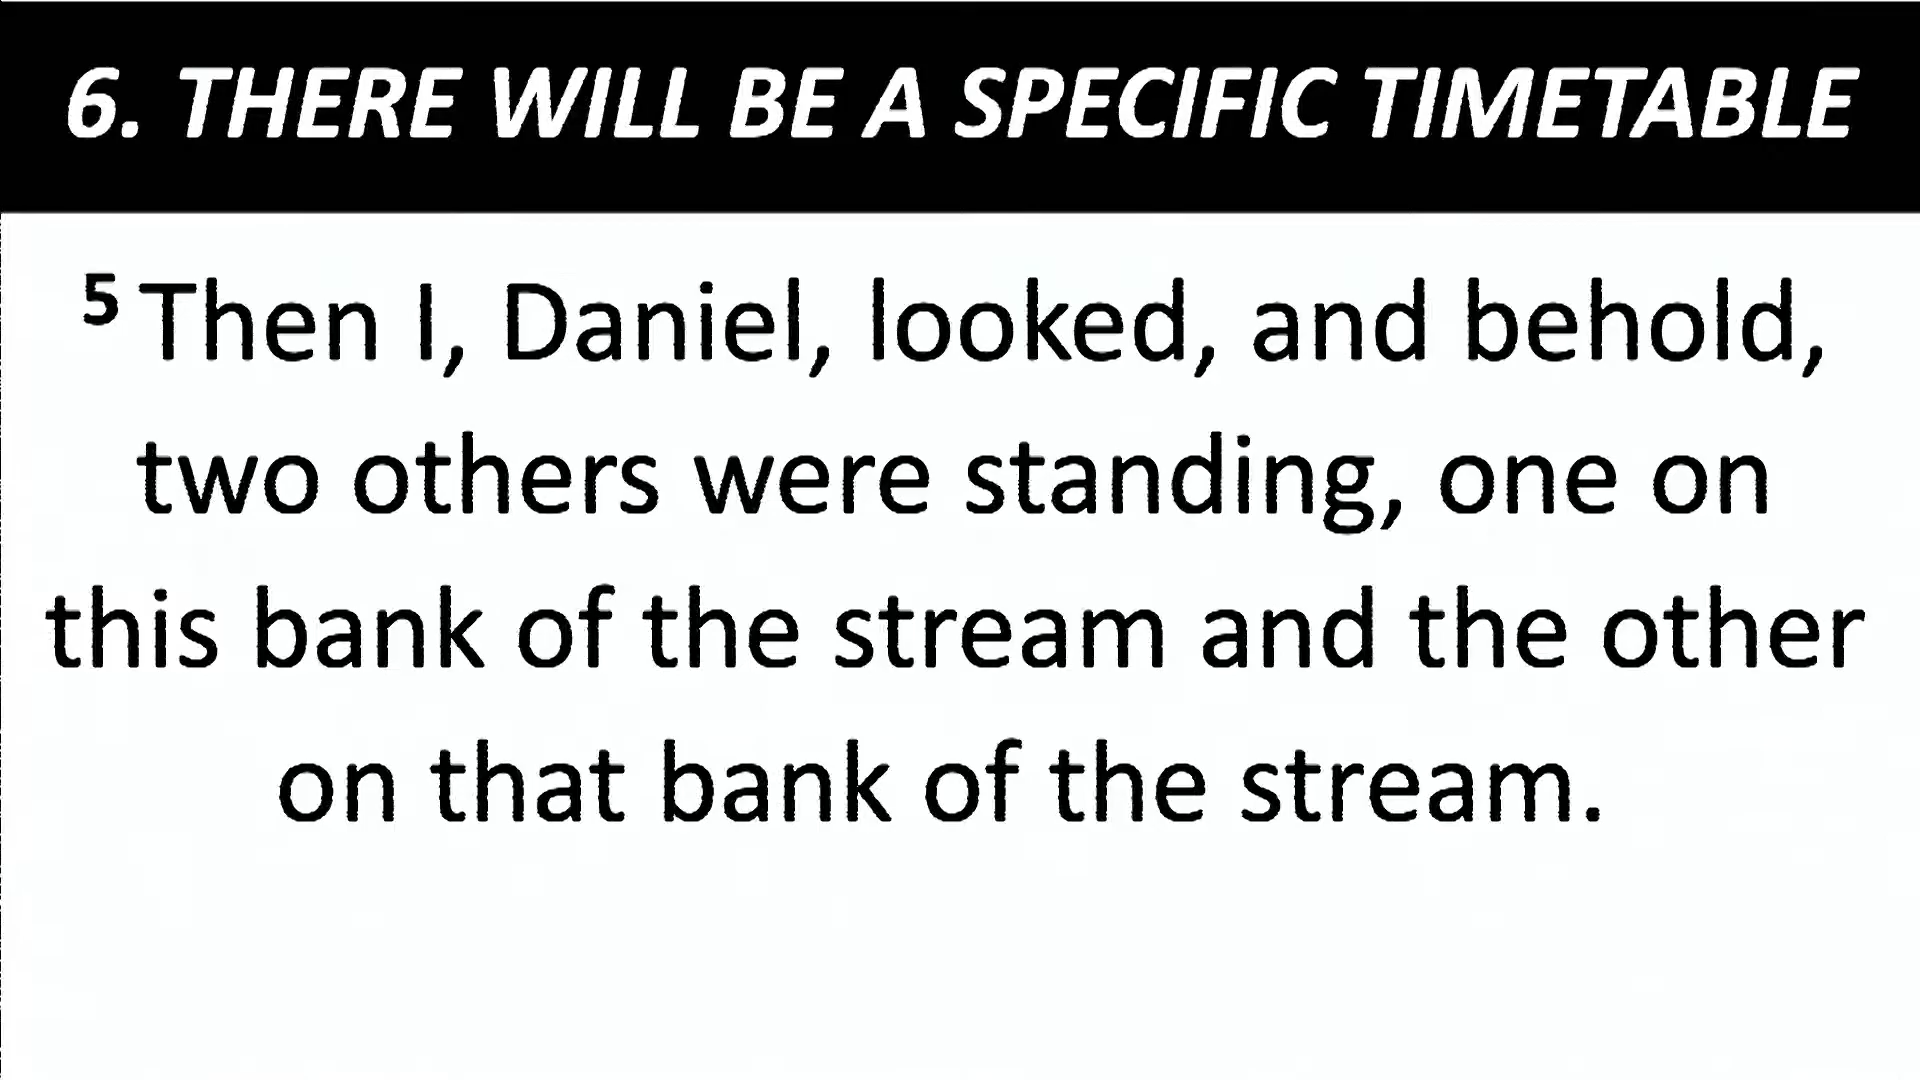 6. THERE WILL BE A SPECIFIC TIMETABLE
5 Then I, Daniel, looked, and behold,
two others were standing, one on
this bank of the stream and the other
on that bank of the stream.